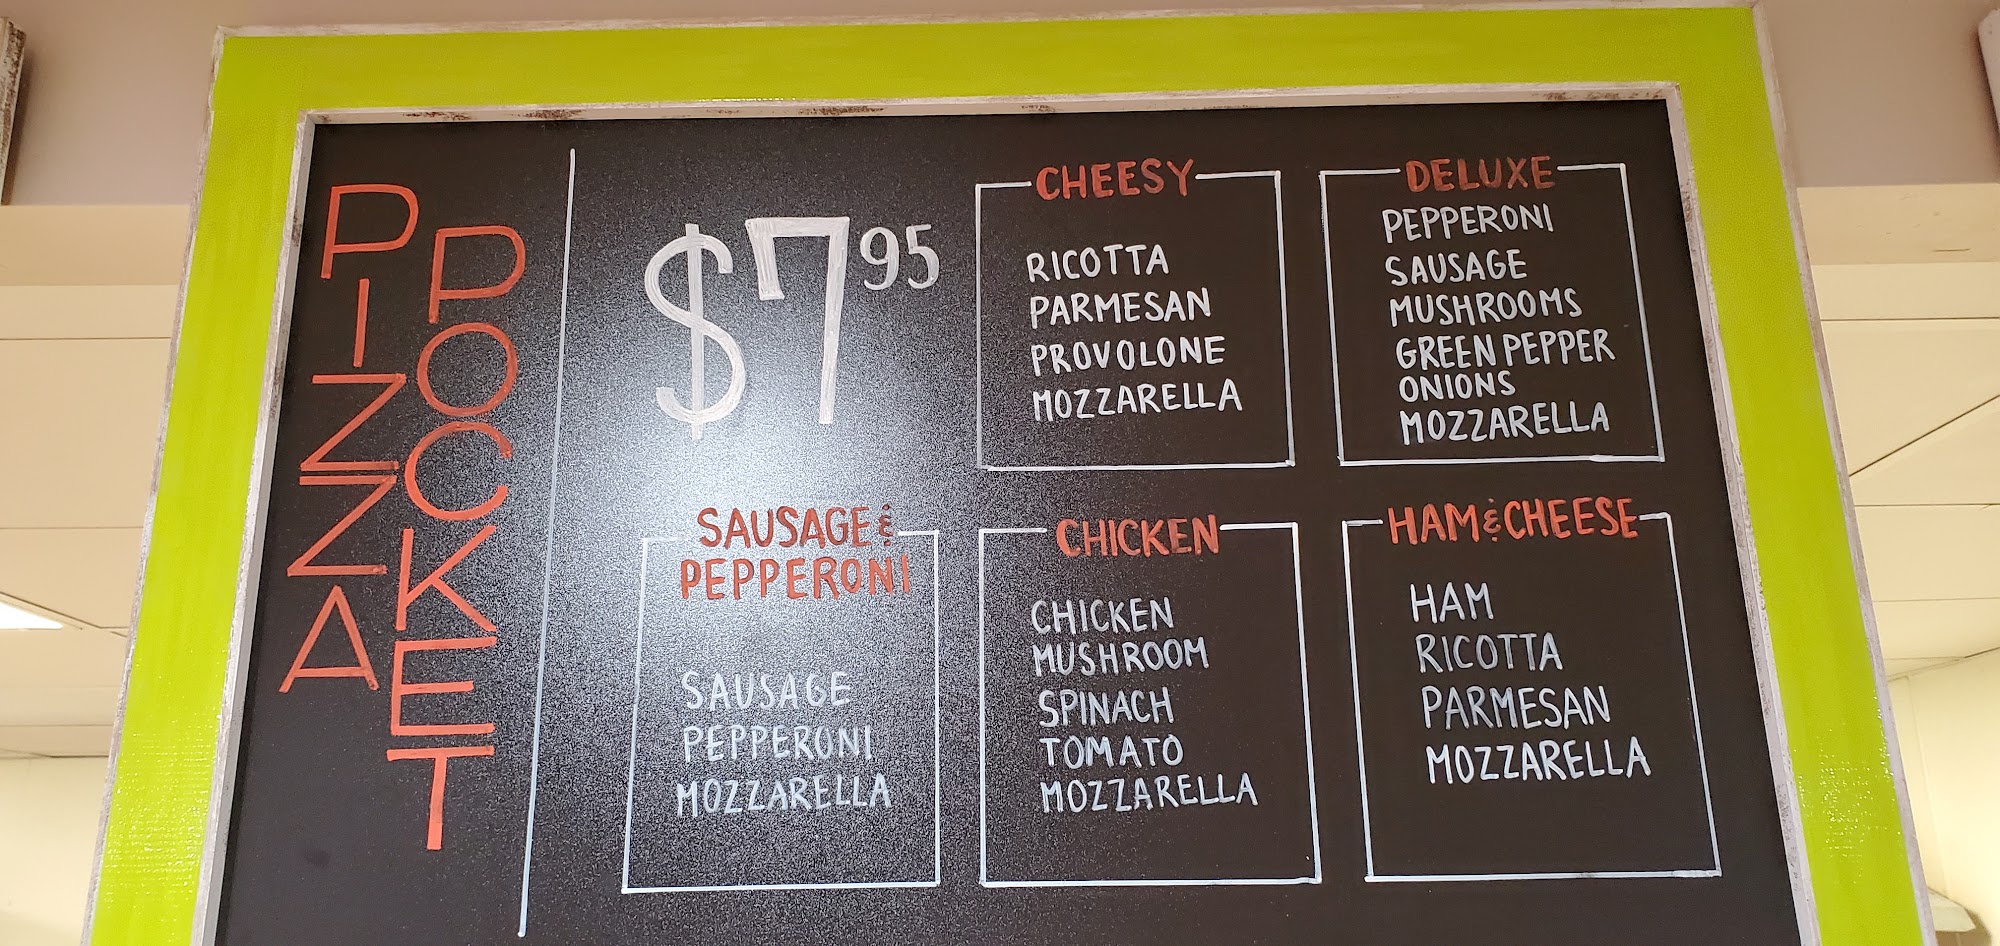 PIZZA
POCKET
$7.95
CHEESY
RICOTTA
PARMESAN
PROVOLONE
MOZZARELLA
DELUXE
PEPPERONI
SAUSAGE
MUSHROOMS
GREEN PEPPER
ONIONS
MOZZARELLA
SAUSAGE &
PEPPERONI
SAUSAGE
PEPPERONI
MOZZARELLA
CHICKEN
CHICKEN
MUSHROOM
SPINACH
TOMATO
MOZZARELLA
HAM & CHEESE
HAM
RICOTTA
PARMESAN
MOZZARELLA